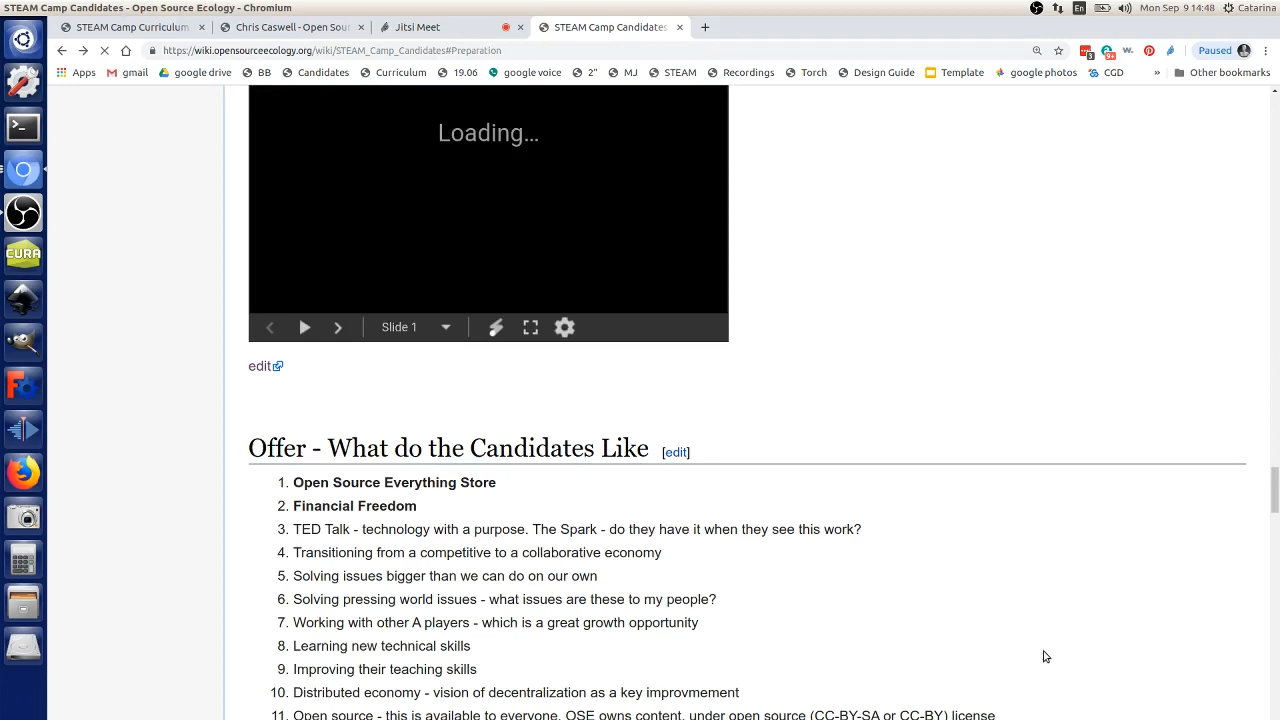 STEAM Camp Candidates - Open Source Ecology - Chromium
En
Mon Sep 9 14:48
Catarina
STEAM Camp Curriculum
Chris Caswell - Open Sou
Jitsi Meet
STEAM Camp Candidates
https://wiki.opensourceecology.org/wiki/STEAM_Camp_Candidates#Preparation
3
9+
W.
Paused
Apps
gmail
google drive
BB
Candidates
Curriculum
19.06
google voice
2"
MJ
STEAM
Recordings
Torch
Design Guide
Template
google photos
CGD
»
Other bookmarks
CURA
Loading...
Slide 1
edit
Offer - What do the Candidates Like [edit]
1. Open Source Everything Store
2. Financial Freedom
3. TED Talk - technology with a purpose. The Spark - do they have it when they see this work?
4. Transitioning from a competitive to a collaborative economy
5. Solving issues bigger than we can do on our own
6. Solving pressing world issues - what issues are these to my people?
7. Working with other A players - which is a great growth opportunity
8. Learning new technical skills
9. Improving their teaching skills
10. Distributed economy - vision of decentralization as a key improvmement
11. Open source - this is available to everyone. OSE owns content, under open source (CC-BY-SA or CC-BY) license